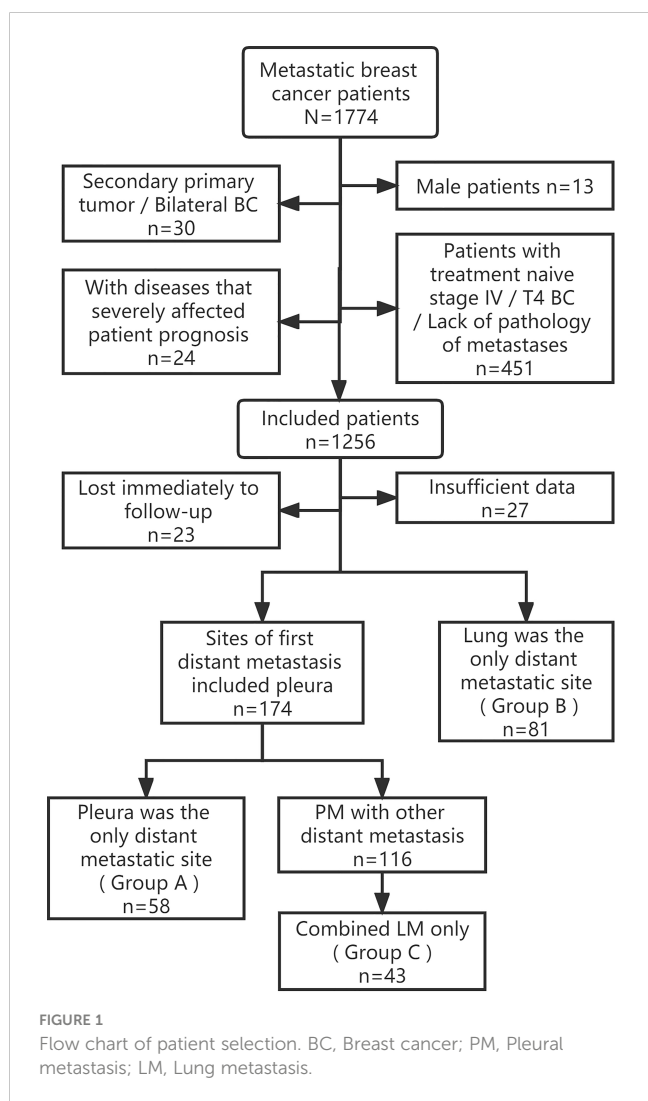 Metastatic breast
cancer patients
N=1774
Secondary primary
tumor / Bilateral BC
n=30
Male patients n=13
With diseases that
severely affected
patient prognosis
n=24
Patients with
treatment naive
stage IV / T4 BC
/ Lack of pathology
of metastases
n=451
Included patients
n=1256
Lost immediately to
follow-up
n=23
Insufficient data
n=27
Sites of first
distant metastasis
included pleura
n=174
Lung was the
only distant
metastatic site
( Group B )
n=81
Pleura was the
only distant
metastatic site
( Group A )
n=58
PM with other
distant metastasis
n=116
Combined LM only
( Group C )
n=43
FIGURE 1
Flow chart of patient selection. BC, Breast cancer; PM, Pleural
metastasis; LM, Lung metastasis.